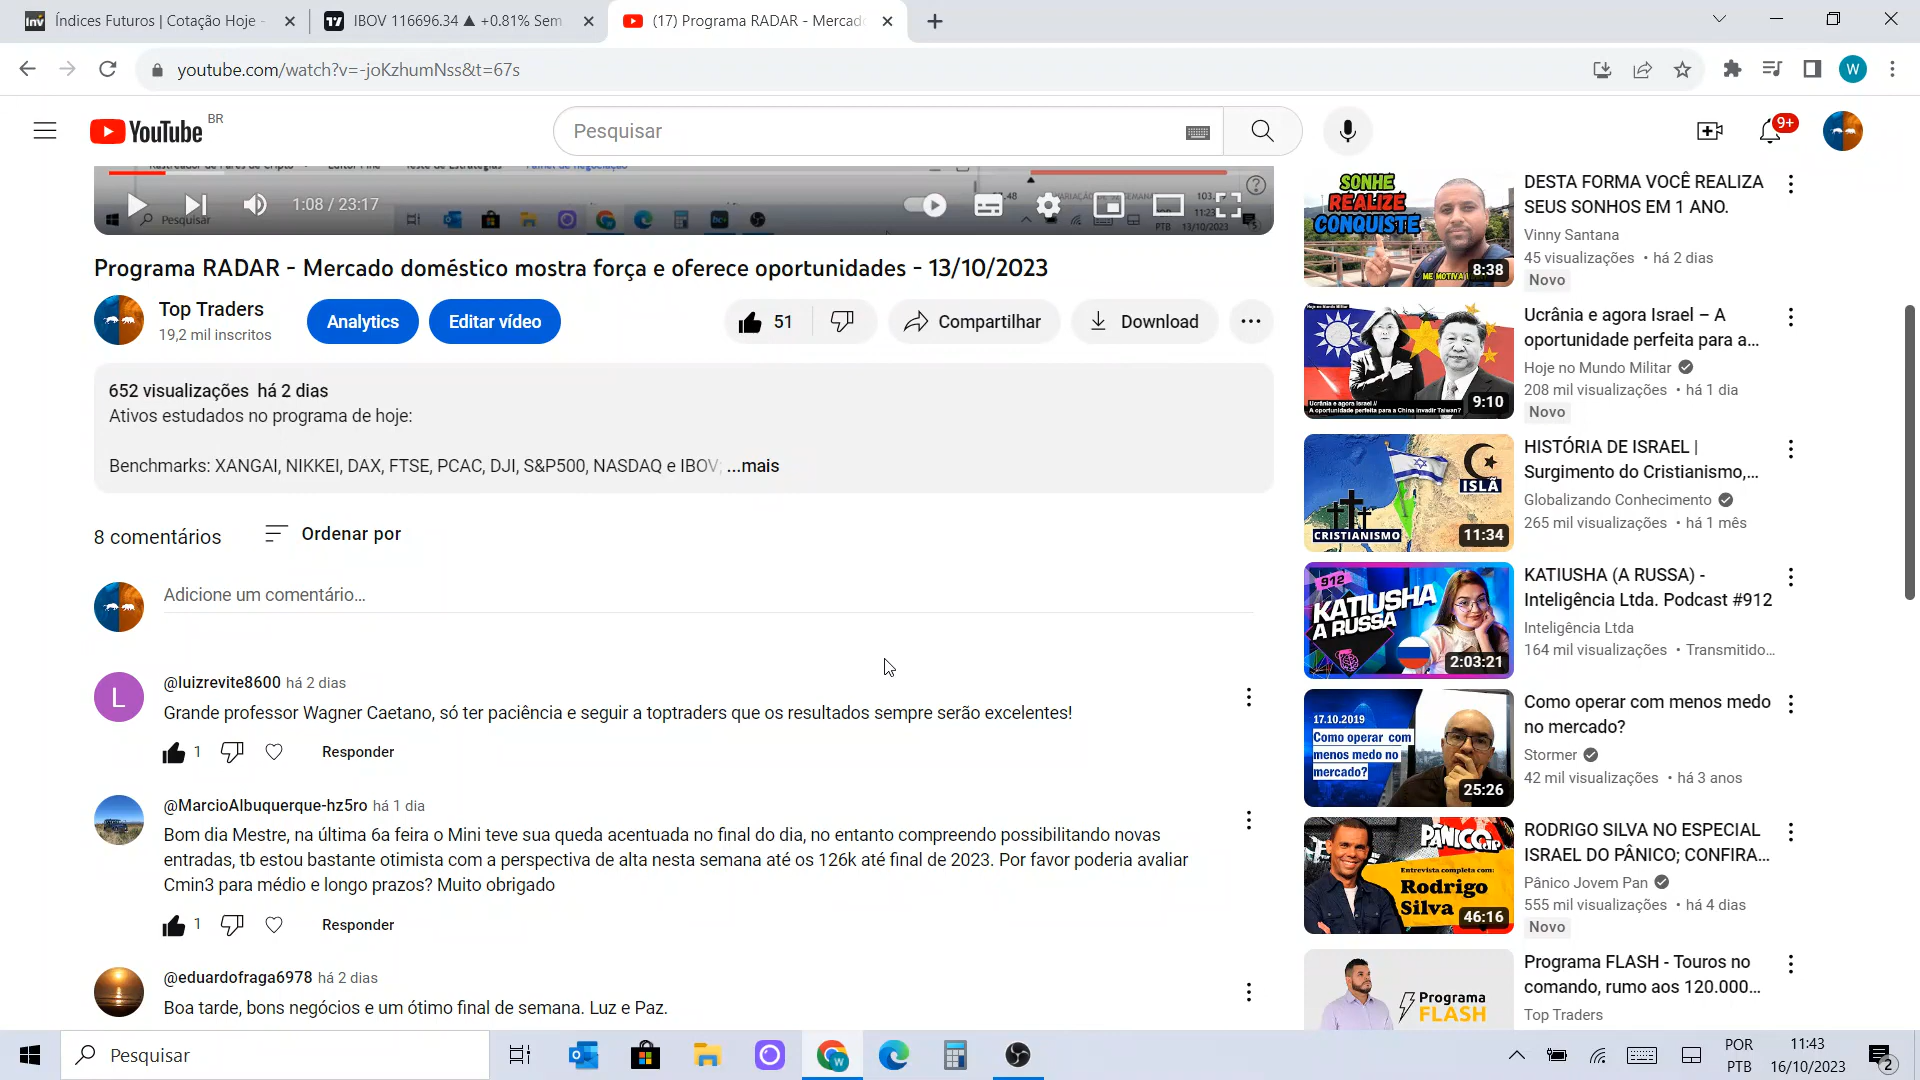 Índices Futuros | Cotação Hoje -
IBOV 116696.34 ▲ +0.81% Sem
(17) Programa RADAR - Mercado
youtube.com/watch?v=-joKzhumNss&t=67s
W
YouTube BR
Pesquisar
9+
1:08 / 23:17
Pesquisar
Programa RADAR - Mercado doméstico mostra força e oferece oportunidades - 13/10/2023
Top Traders
19,2 mil inscritos
Analytics
Editar vídeo
51
Compartilhar
Download
652 visualizações há 2 dias
Ativos estudados no programa de hoje:
Benchmarks: XANGAI, NIKKEI, DAX, FTSE, PCAC, DJI, S&P500, NASDAQ e IBOV; ...mais
8 comentários
Ordenar por
Adicione um comentário...
L
@luizrevite8600 há 2 dias
Grande professor Wagner Caetano, só ter paciência e seguir a toptraders que os resultados sempre serão excelentes!
1
Responder
@MarcioAlbuquerque-hz5ro há 1 dia
Bom dia Mestre, na última 6a feira o Mini teve sua queda acentuada no final do dia, no entanto compreendo possibilitando novas
entradas, tb estou bastante otimista com a perspectiva de alta nesta semana até os 126k até final de 2023. Por favor poderia avaliar
Cmin3 para médio e longo prazos? Muito obrigado
1
Responder
@eduardofraga6978 há 2 dias
Boa tarde, bons negócios e um ótimo final de semana. Luz e Paz.
SONHE
REALIZE
CONQUISTE
8:38
DESTA FORMA VOCÊ REALIZA
SEUS SONHOS EM 1 ANO.
Vinny Santana
45 visualizações • há 2 dias
Novo
Ucrânia e agora Israel //
A oportunidade perfeita para a China invadir Taiwan?
9:10
Ucrânia e agora Israel – A
oportunidade perfeita para a...
Hoje no Mundo Militar
208 mil visualizações • há 1 dia
Novo
ISLÃ
CRISTIANISMO
11:34
HISTÓRIA DE ISRAEL |
Surgimento do Cristianismo,...
Globalizando Conhecimento
265 mil visualizações • há 1 mês
912
KATIUSHA
A RUSSA
2:03:21
KATIUSHA (A RUSSA) -
Inteligência Ltda. Podcast #912
Inteligência Ltda
164 mil visualizações • Transmitido...
17.10.2019
Como operar com
menos medo no
mercado?
25:26
Como operar com menos medo
no mercado?
Stormer
42 mil visualizações • há 3 anos
PÂNICO JP
Entrevista completa com:
Rodrigo
Silva
46:16
RODRIGO SILVA NO ESPECIAL
ISRAEL DO PÂNICO; CONFIRA...
Pânico Jovem Pan
555 mil visualizações • há 4 dias
Novo
Programa
FLASH
Programa FLASH - Touros no
comando, rumo aos 120.000...
Top Traders
Pesquisar
POR
PTB
11:43
16/10/2023
2